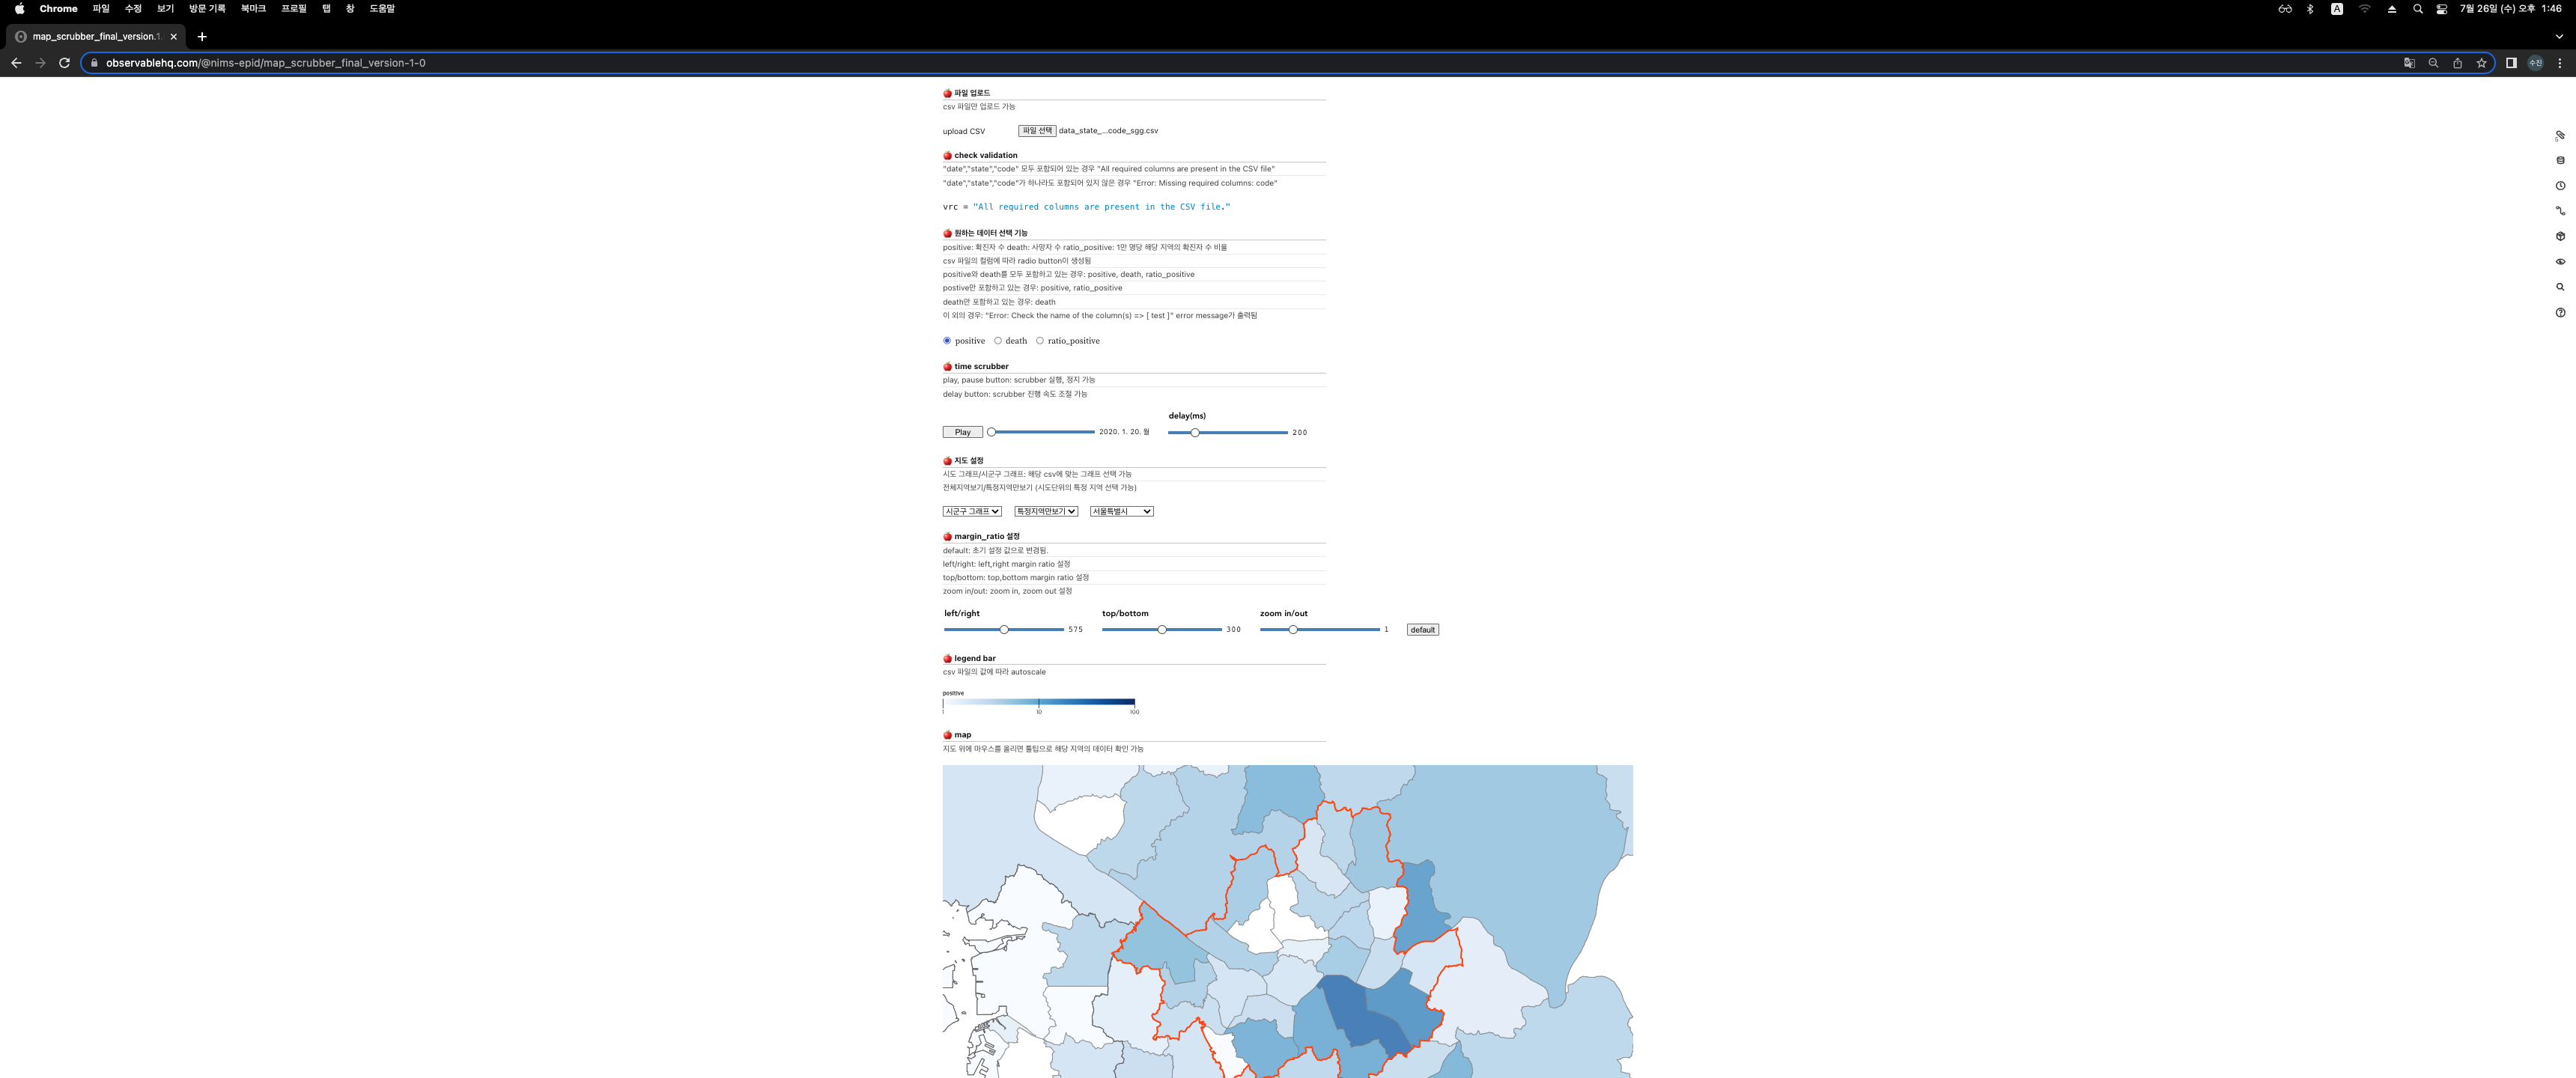 Chrome 파일 수정 보기 방문 기록 북마크 프로필 탭 창 도움말
A 7월 26일 (수) 오후 1:46
map_scrubber_final_version.1.
observablehq.com/@nims-epid/map_scrubber_final_version-1-0
수진
🍎 파일 업로드
csv 파일만 업로드 가능
upload CSV 파일 선택 data_state_...code_sgg.csv
🍎 check validation
"date","state","code" 모두 포함되어 있는 경우 "All required columns are present in the CSV file"
"date","state","code"가 하나라도 포함되어 있지 않은 경우 "Error: Missing required columns: code"
vrc = "All required columns are present in the CSV file."
🍎 원하는 데이터 선택 기능
positive: 확진자 수 death: 사망자 수 ratio_positive: 1만 명당 해당 지역의 확진자 수 비율
csv 파일의 컬럼에 따라 radio button이 생성됨
positive와 death를 모두 포함하고 있는 경우: positive, death, ratio_positive
postive만 포함하고 있는 경우: positive, ratio_positive
death만 포함하고 있는 경우: death
이 외의 경우: "Error: Check the name of the column(s) => [ test ]" error message가 출력됨
positive death ratio_positive
🍎 time scrubber
play, pause button: scrubber 실행, 정지 가능
delay button: scrubber 진행 속도 조절 가능
delay(ms)
Play 2020. 1. 20. 월 200
🍎 지도 설정
시도 그래프/시군구 그래프: 해당 csv에 맞는 그래프 선택 가능
전체지역보기/특정지역만보기 (시도단위의 특정 지역 선택 가능)
시군구 그래프 특정지역만보기 서울특별시
🍎 margin_ratio 설정
default: 초기 설정 값으로 변경됨.
left/right: left,right margin ratio 설정
top/bottom: top,bottom margin ratio 설정
zoom in/out: zoom in, zoom out 설정
left/right top/bottom zoom in/out
575 300 1 default
🍎 legend bar
csv 파일의 값에 따라 autoscale
positive
1 10 100
🍎 map
지도 위에 마우스를 올리면 툴팁으로 해당 지역의 데이터 확인 가능